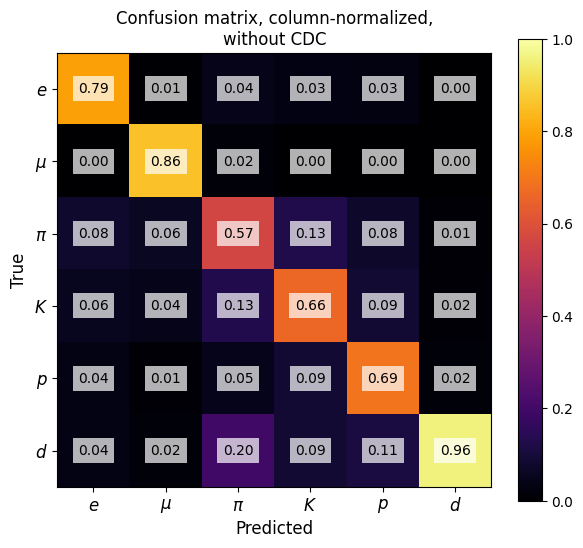 Confusion matrix, column-normalized,
without CDC
True
e 0.79 0.01 0.04 0.03 0.03 0.00
μ 0.00 0.86 0.02 0.00 0.00 0.00
π 0.08 0.06 0.57 0.13 0.08 0.01
K 0.06 0.04 0.13 0.66 0.09 0.02
p 0.04 0.01 0.05 0.09 0.69 0.02
d 0.04 0.02 0.20 0.09 0.11 0.96
e μ π K p d
Predicted
1.0
0.8
0.6
0.4
0.2
0.0